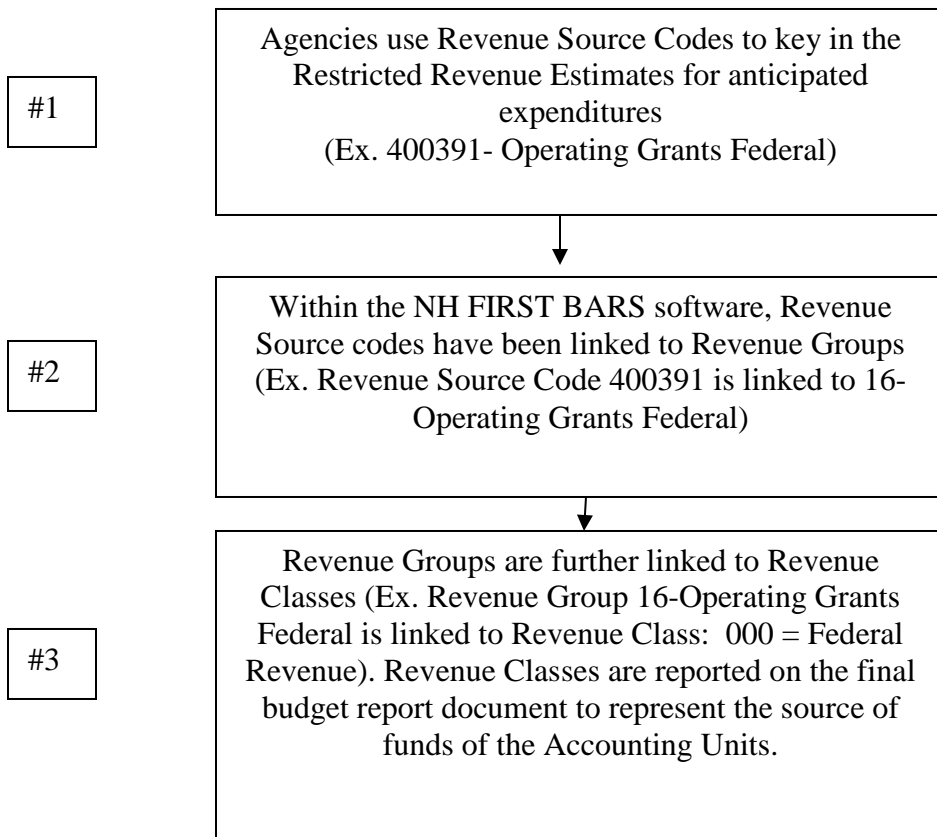 #1
Agencies use Revenue Source Codes to key in the
Restricted Revenue Estimates for anticipated
expenditures
(Ex. 400391- Operating Grants Federal)
#2
Within the NH FIRST BARS software, Revenue
Source codes have been linked to Revenue Groups
(Ex. Revenue Source Code 400391 is linked to 16-
Operating Grants Federal)
#3
Revenue Groups are further linked to Revenue
Classes (Ex. Revenue Group 16-Operating Grants
Federal is linked to Revenue Class:  000 = Federal
Revenue). Revenue Classes are reported on the final
budget report document to represent the source of
funds of the Accounting Units.